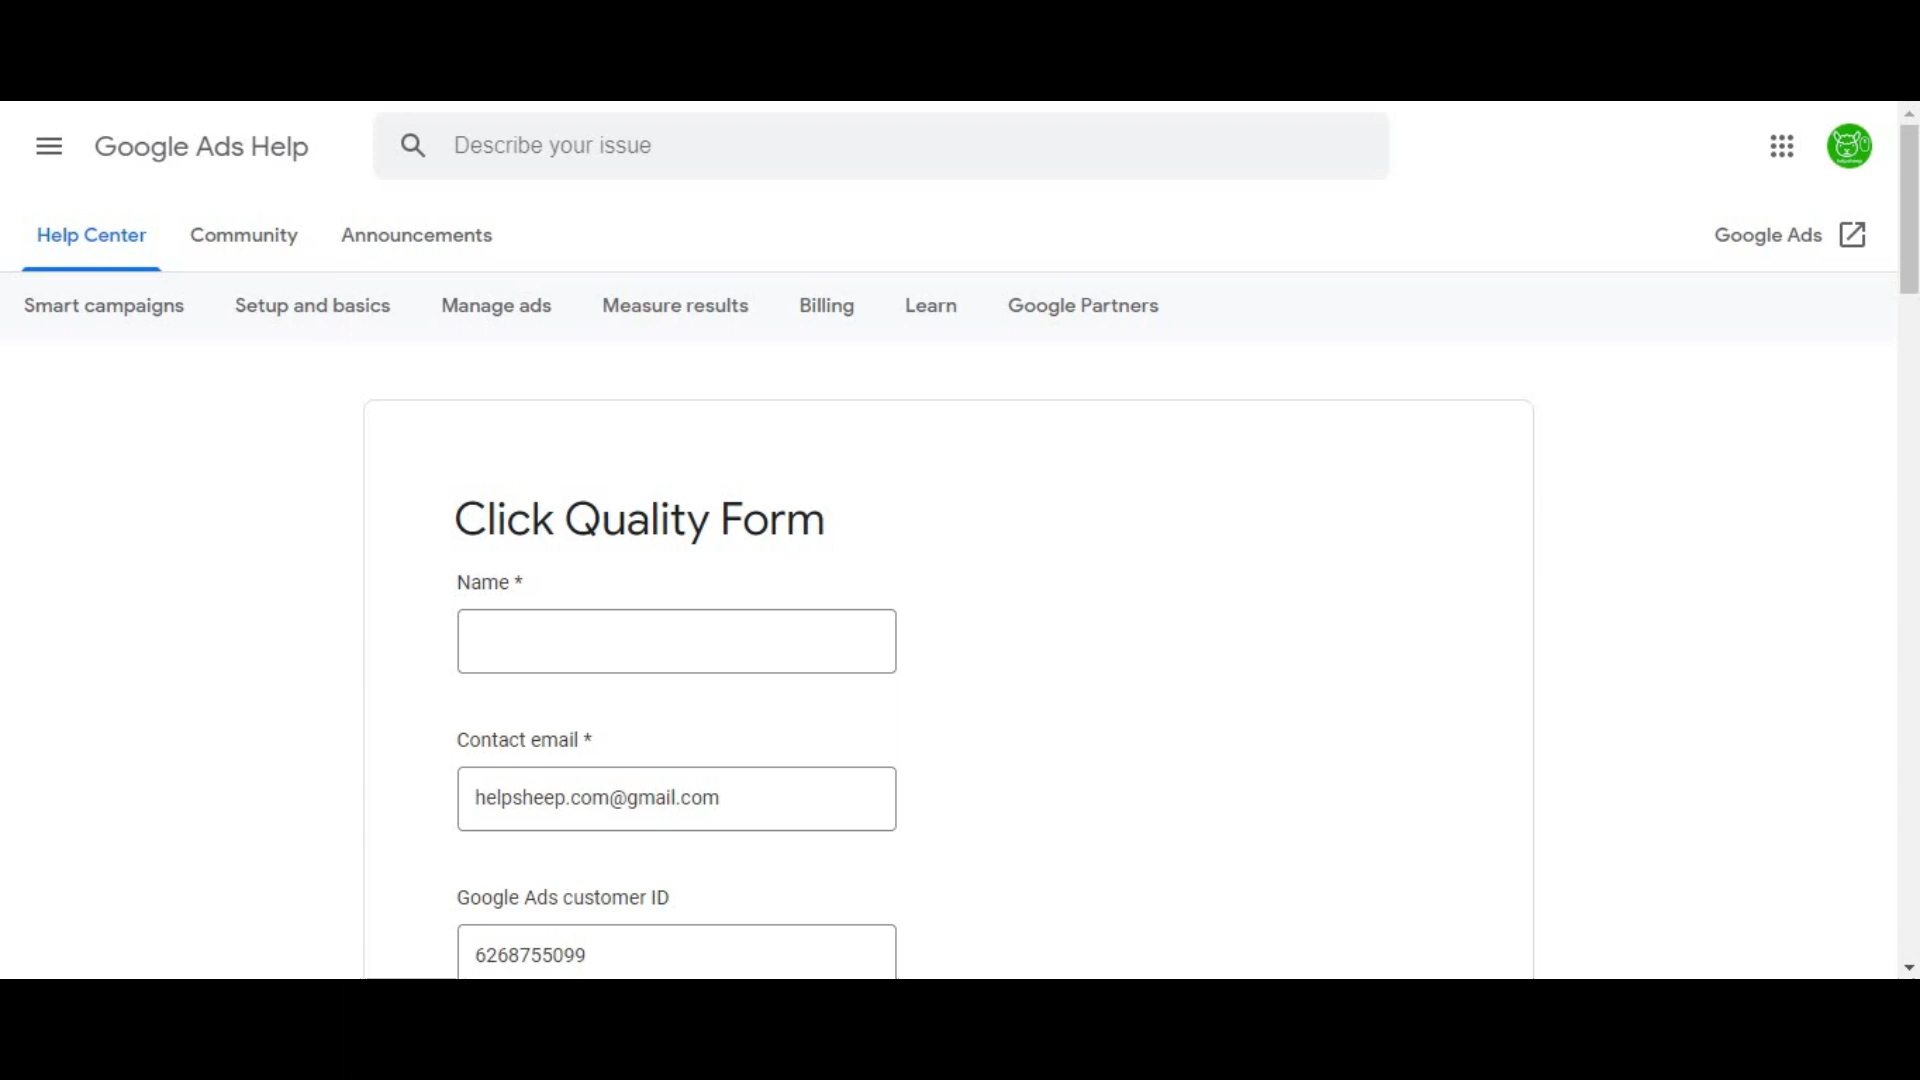 Google Ads Help
Describe your issue
Help Center
Community
Announcements
Google Ads
Smart campaigns
Setup and basics
Manage ads
Measure results
Billing
Learn
Google Partners
Click Quality Form
Name *
Contact email *
helpsheep.com@gmail.com
Google Ads customer ID
6268755099